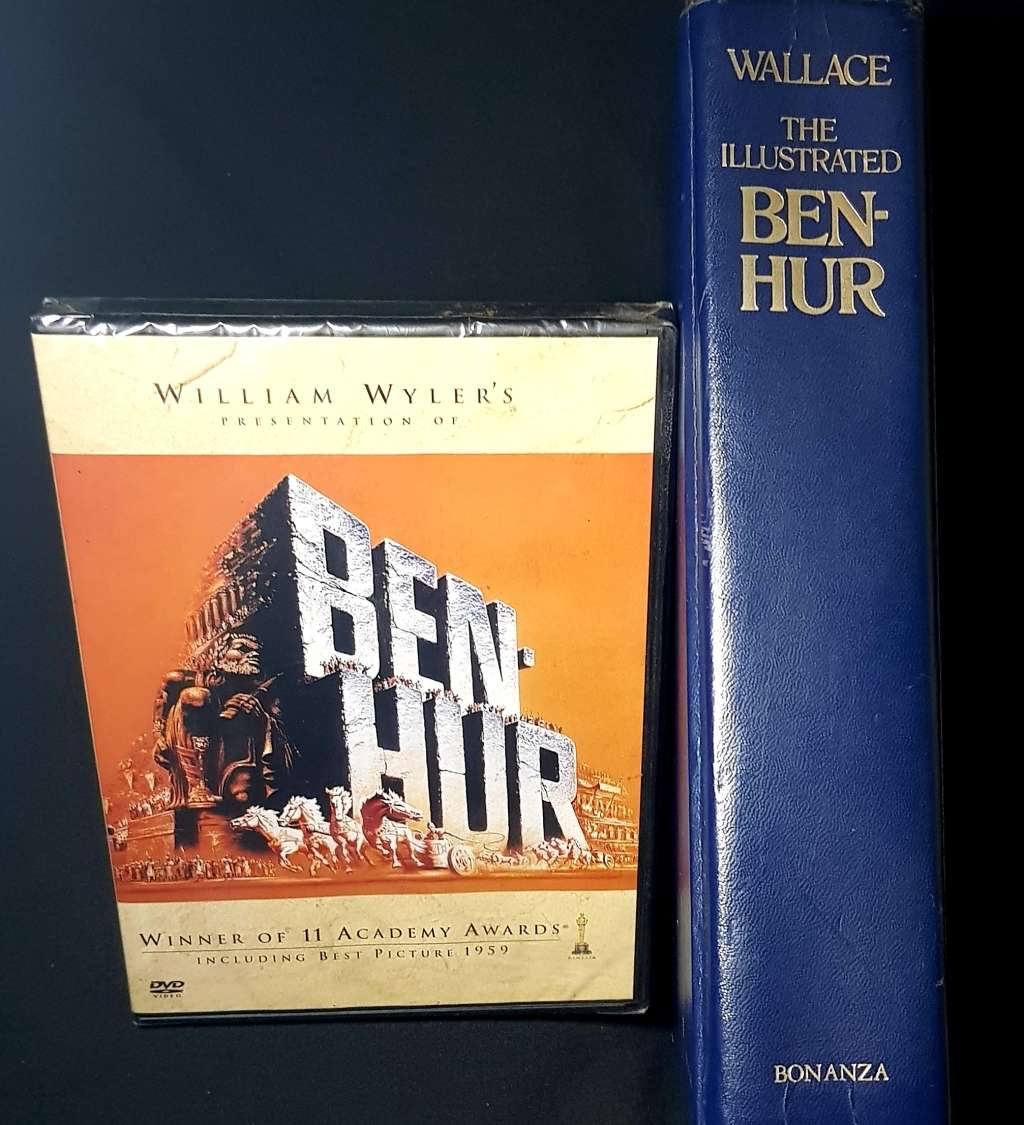 WILLIAM WYLER'S
PRESENTATION OF
BEN-
HUR
WINNER OF 11 ACADEMY AWARDS®
INCLUDING BEST PICTURE 1959
DVD
VIDEO
WALLACE
THE
ILLUSTRATED
BEN-
HUR
BONANZA